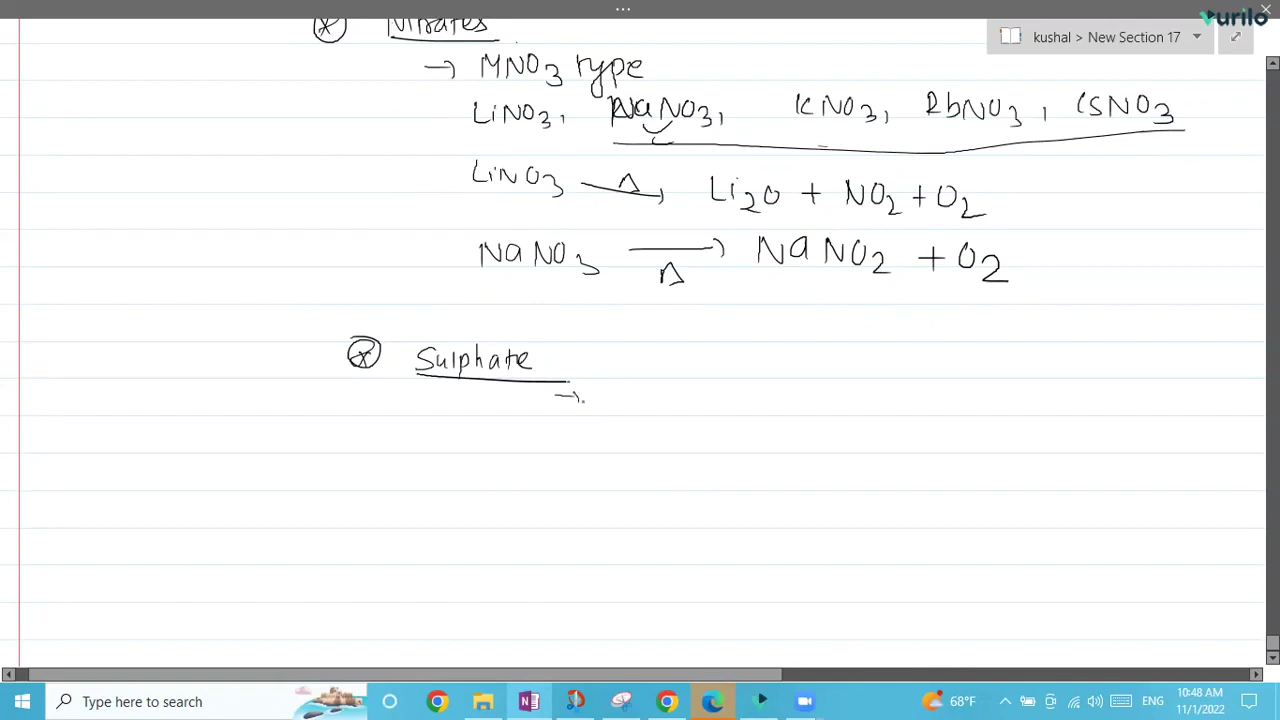 ...
vurilo
kushal > New Section 17
Nitrates
→ MNO3 type
LiNO3, NaNO3, KNO3, RbNO3, CsNO3
LiNO3 —Δ→ Li2O + NO2 + O2
NaNO3 —Δ→ NaNO2 + O2
Sulphate
→
Type here to search
68°F
ENG
10:48 AM
11/1/2022